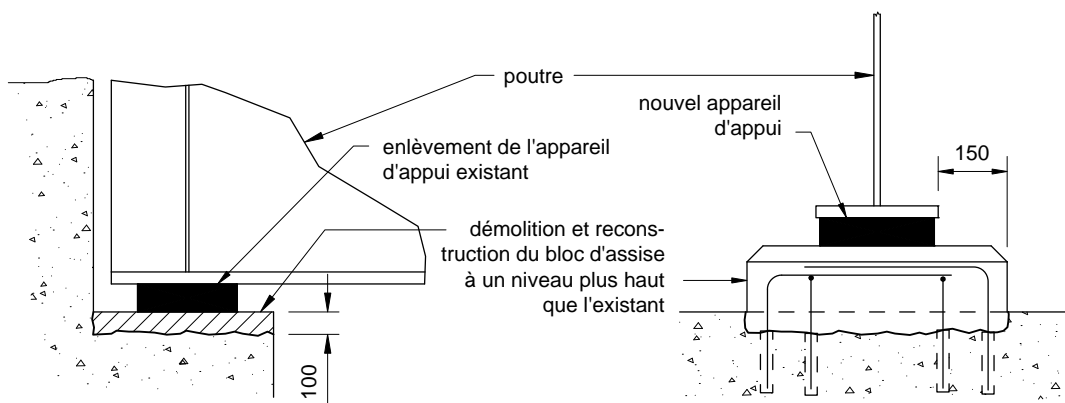 poutre
nouvel appareil
d'appui
enlèvement de l'appareil
d'appui existant
150
démolition et recons-
truction du bloc d'assise
à un niveau plus haut
que l'existant
100